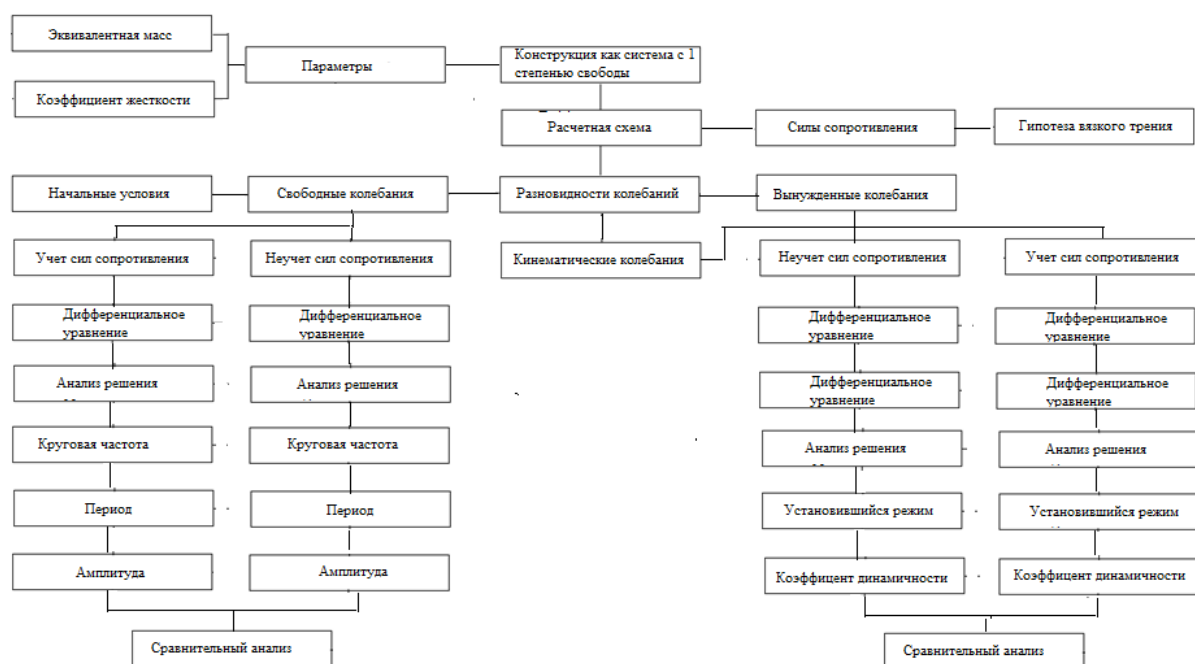 Эквивалентная масс
Параметры
Конструкция как система с 1
степенью свободы
Коэффициент жесткости
Расчетная схема
Силы сопротивления
Гипотеза вязкого трения
Начальные условия
Свободные колебания
Разновидности колебаний
Вынужденные колебания
Учет сил сопротивления
Неучет сил сопротивления
Кинематические колебания
Неучет сил сопротивления
Учет сил сопротивления
Дифференциальное
уравнение
Дифференциальное
уравнение
Дифференциальное
уравнение
Дифференциальное
уравнение
Анализ решения
Анализ решения
Дифференциальное
уравнение
Дифференциальное
уравнение
Круговая частота
Круговая частота
Анализ решения
Анализ решения
Период
Период
Установившийся режим
Установившийся режим
Амплитуда
Амплитуда
Коэффицент динамичности
Коэффицент динамичности
Сравнительный анализ
Сравнительный анализ